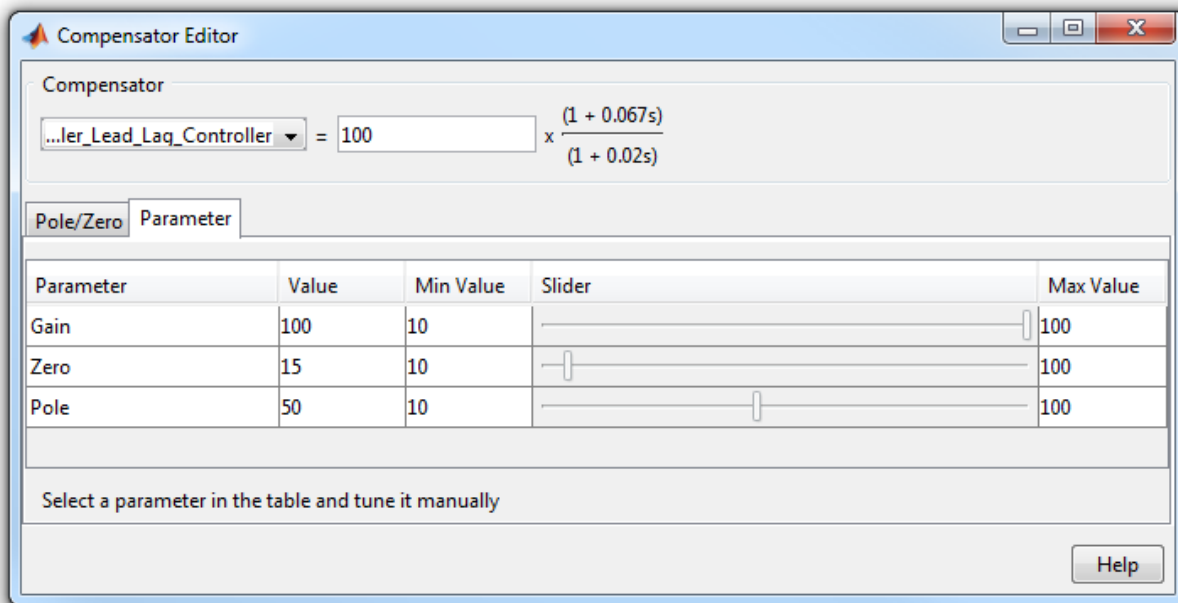 Compensator Editor
Compensator
...ler_Lead_Lag_Controller = 100 x (1 + 0.067s)
(1 + 0.02s)
Pole/Zero Parameter
Parameter Value Min Value Slider Max Value
Gain 100 10 100
Zero 15 10 100
Pole 50 10 100
Select a parameter in the table and tune it manually
Help